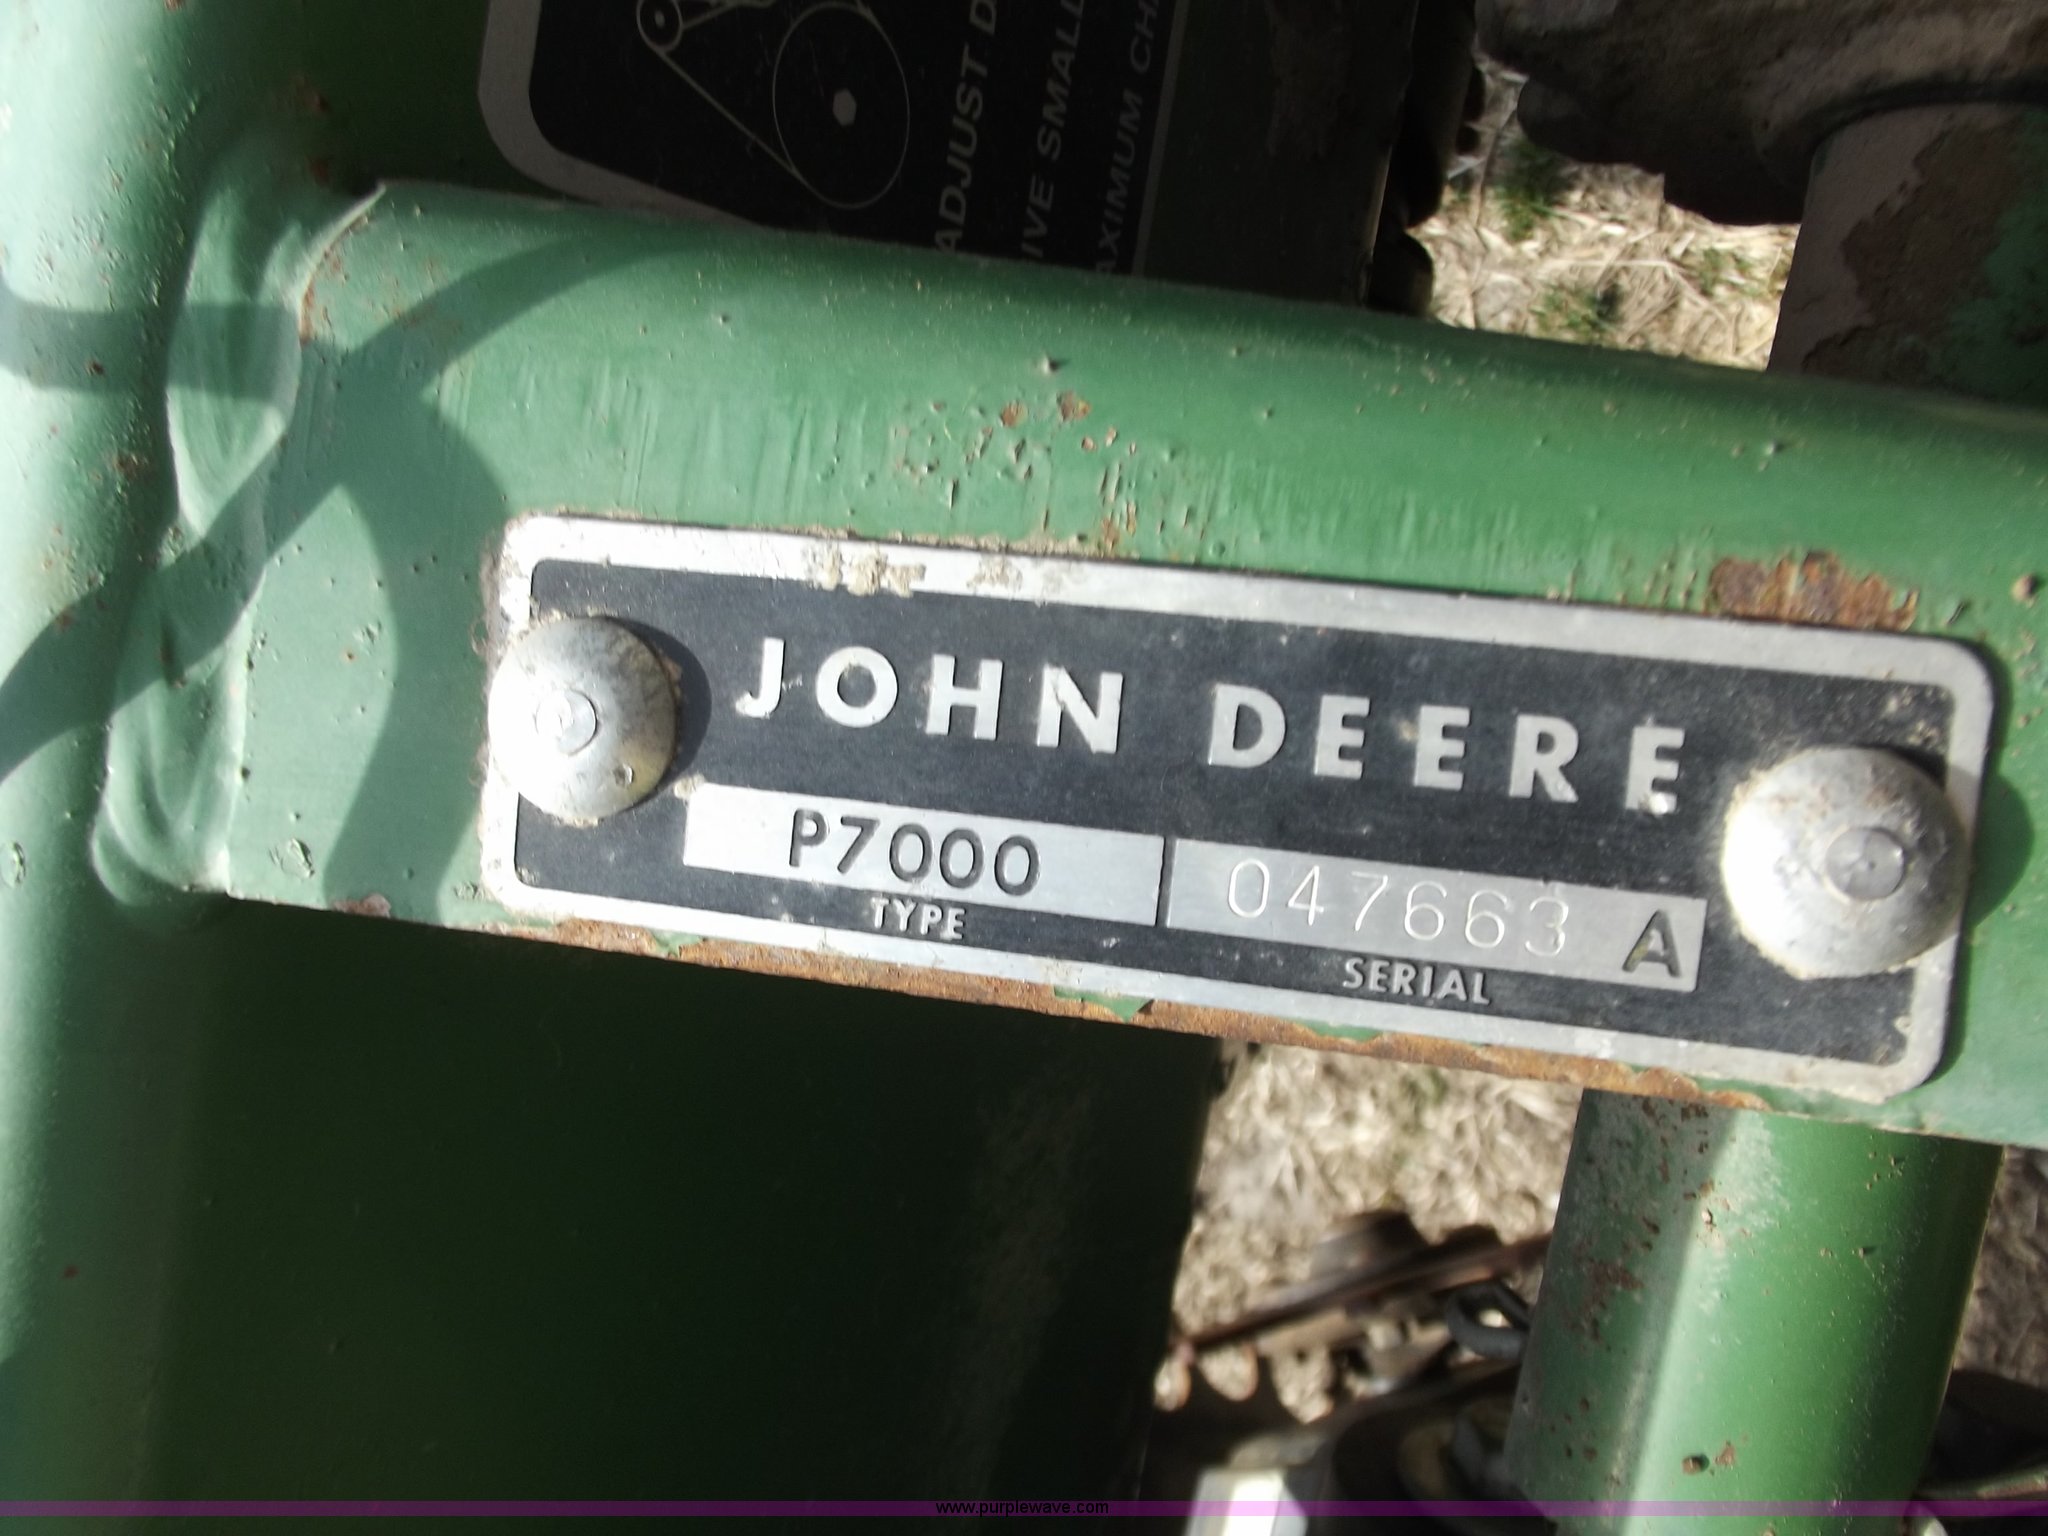 ADJUST D
IVE SMALL
AXIMUM CH
JOHN DEERE
P7000
TYPE
047663 A
SERIAL
www.purplewave.com